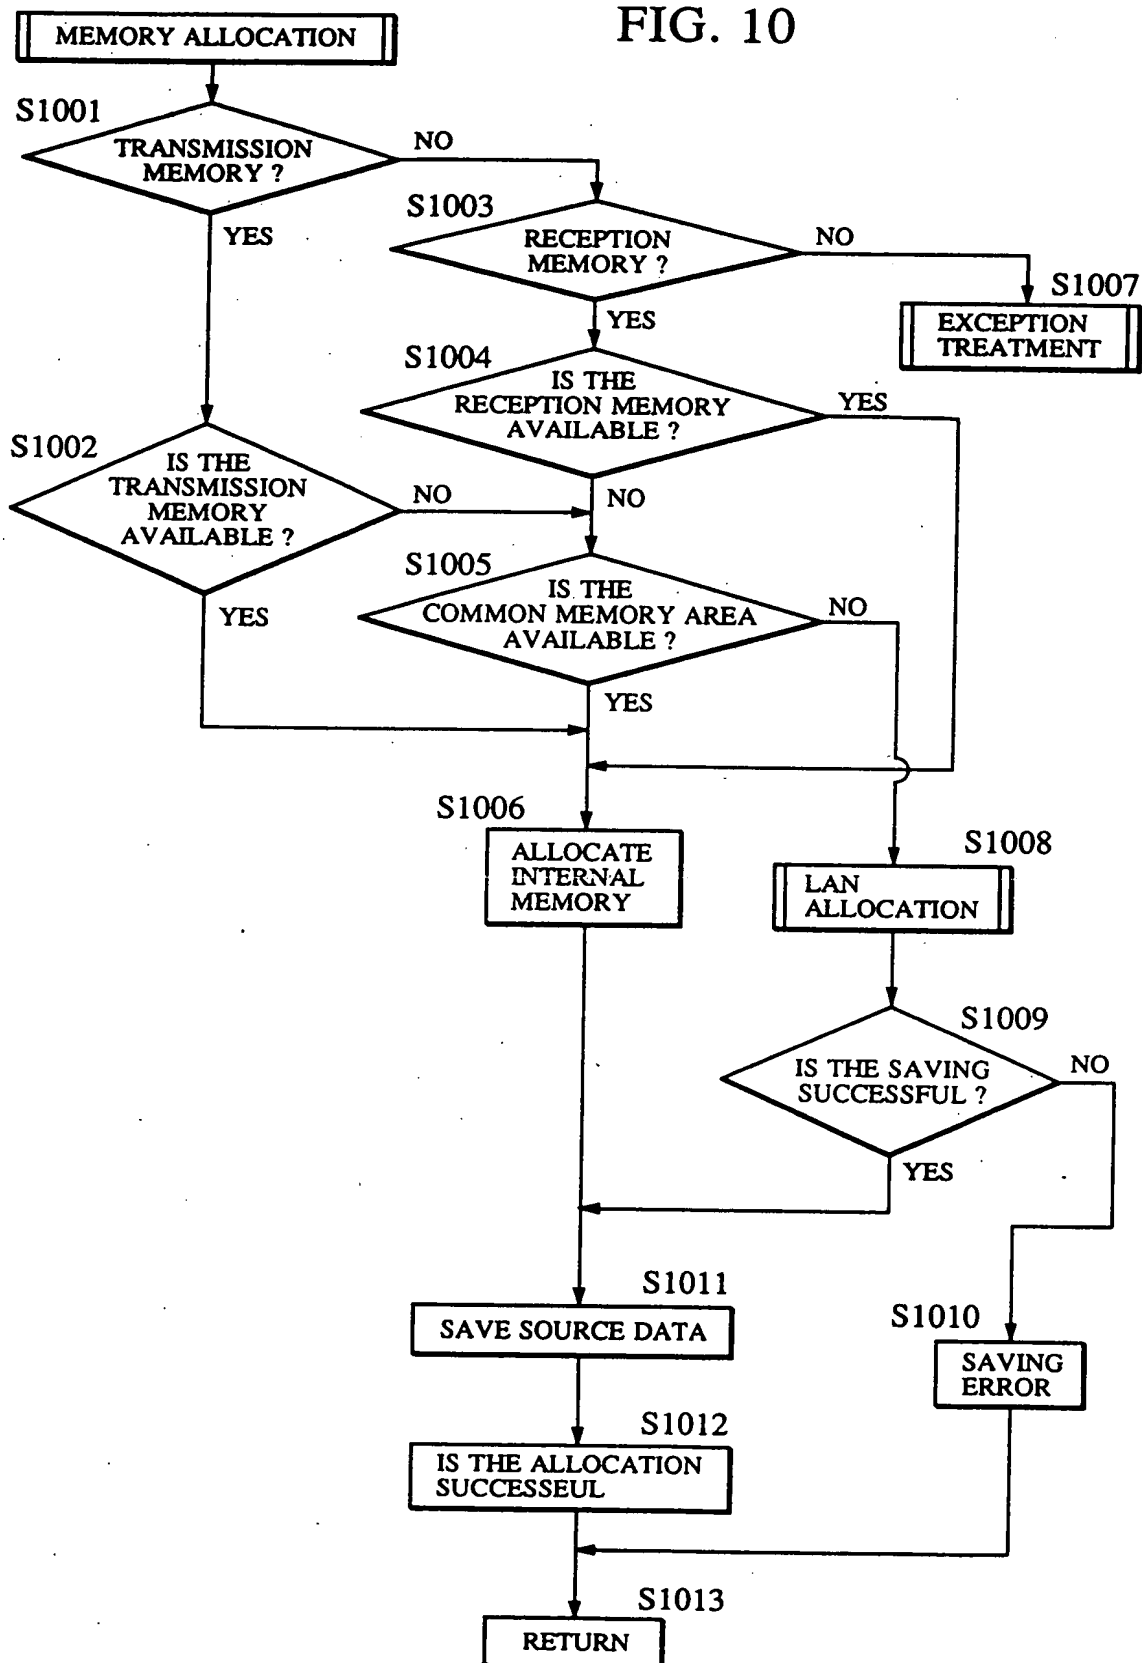 FIG. 10
MEMORY ALLOCATION
S1001
TRANSMISSION
MEMORY ?
NO
YES
S1003
RECEPTION
MEMORY ?
NO
YES
S1007
EXCEPTION
TREATMENT
S1004
IS THE
RECEPTION MEMORY
AVAILABLE ?
YES
NO
S1002
IS THE
TRANSMISSION
MEMORY
AVAILABLE ?
NO
YES
S1005
IS THE
COMMON MEMORY AREA
AVAILABLE ?
NO
YES
S1006
ALLOCATE
INTERNAL
MEMORY
S1008
LAN
ALLOCATION
S1009
IS THE SAVING
SUCCESSFUL ?
NO
YES
S1011
SAVE SOURCE DATA
S1010
SAVING
ERROR
S1012
IS THE ALLOCATION
SUCCESSEUL
S1013
RETURN